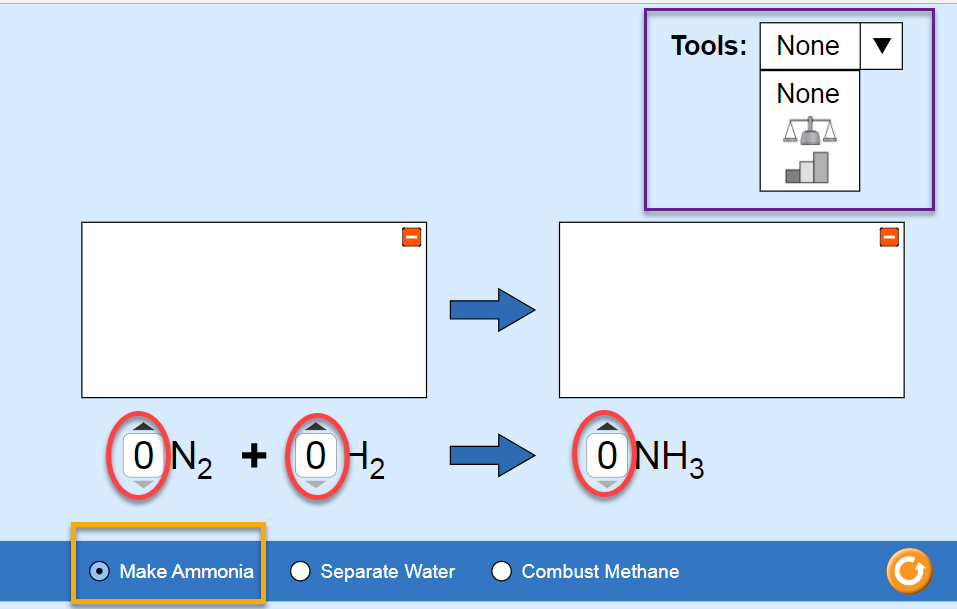 Tools: None ▼
None
0 N₂ + 0 H₂ 0 NH₃
Make Ammonia Separate Water Combust Methane